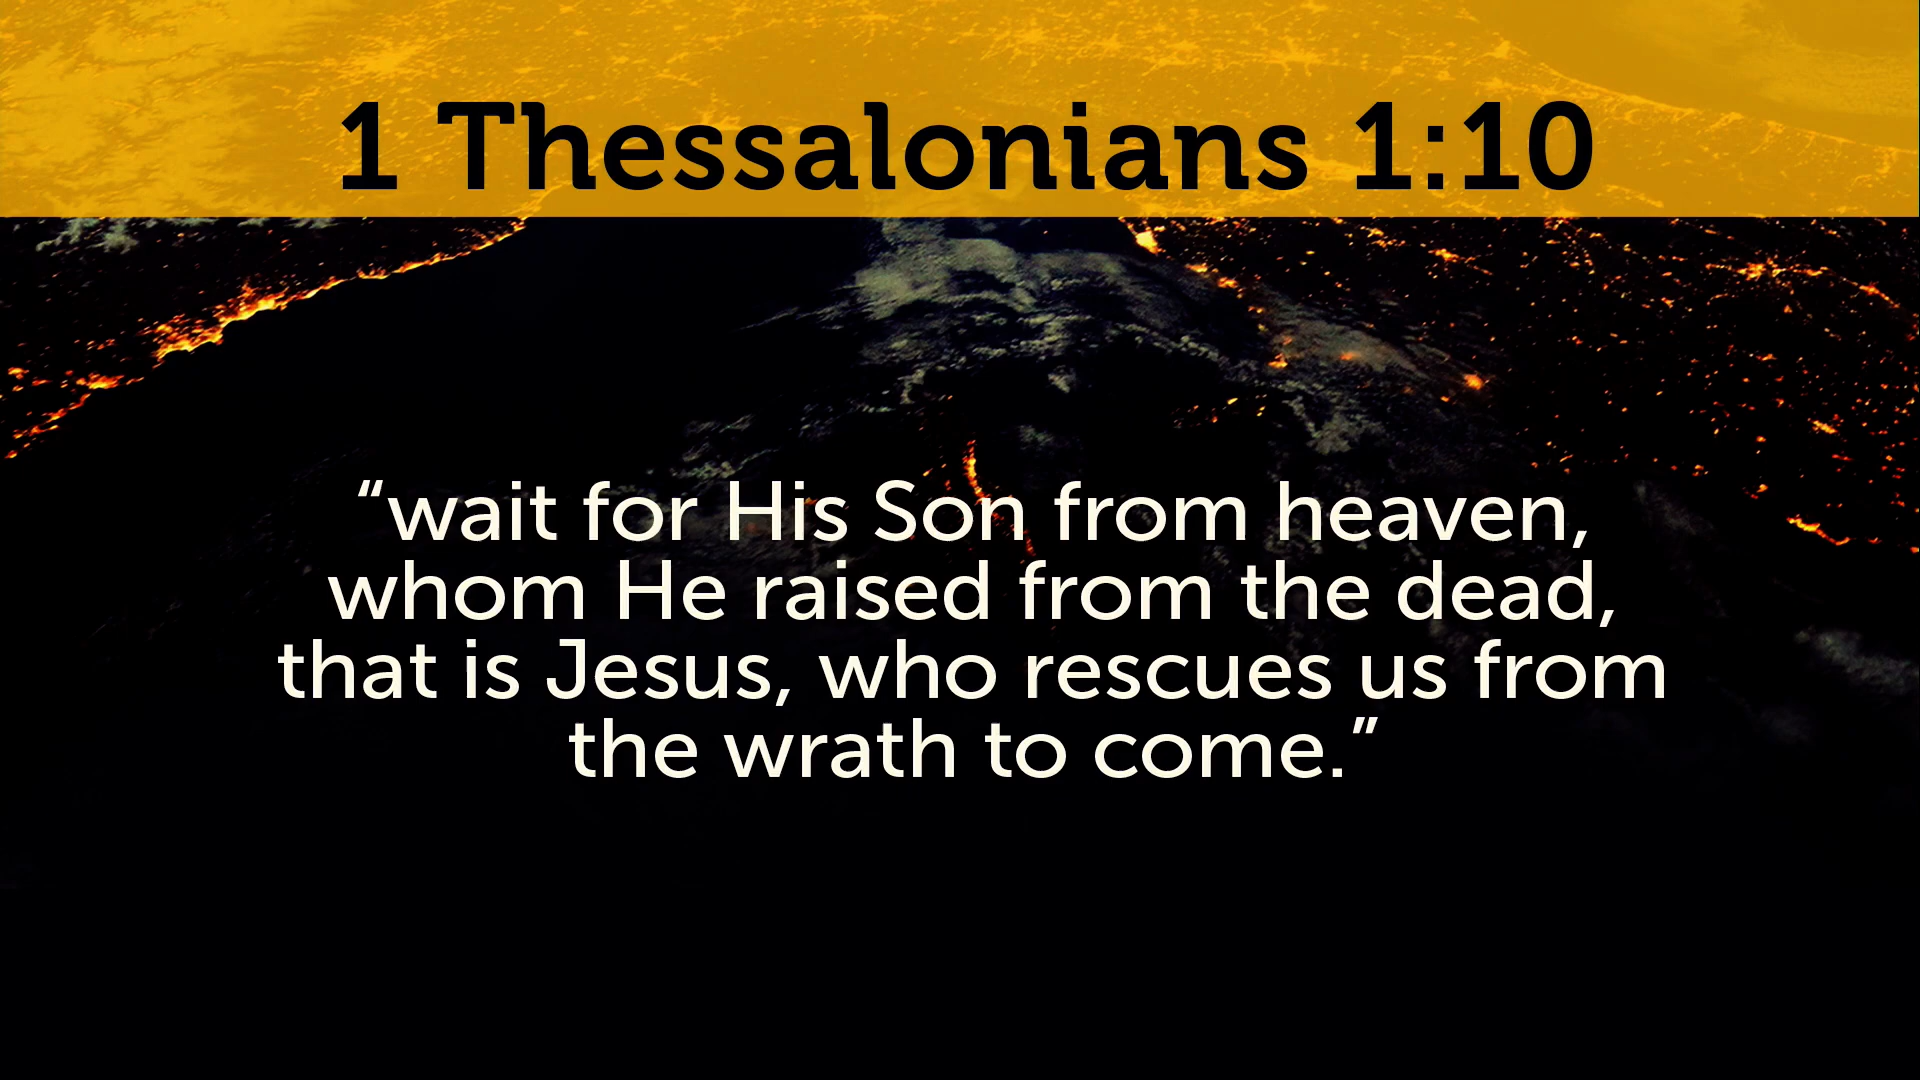 1 Thessalonians 1:10
“wait for His Son from heaven,
whom He raised from the dead,
that is Jesus, who rescues us from
the wrath to come.”